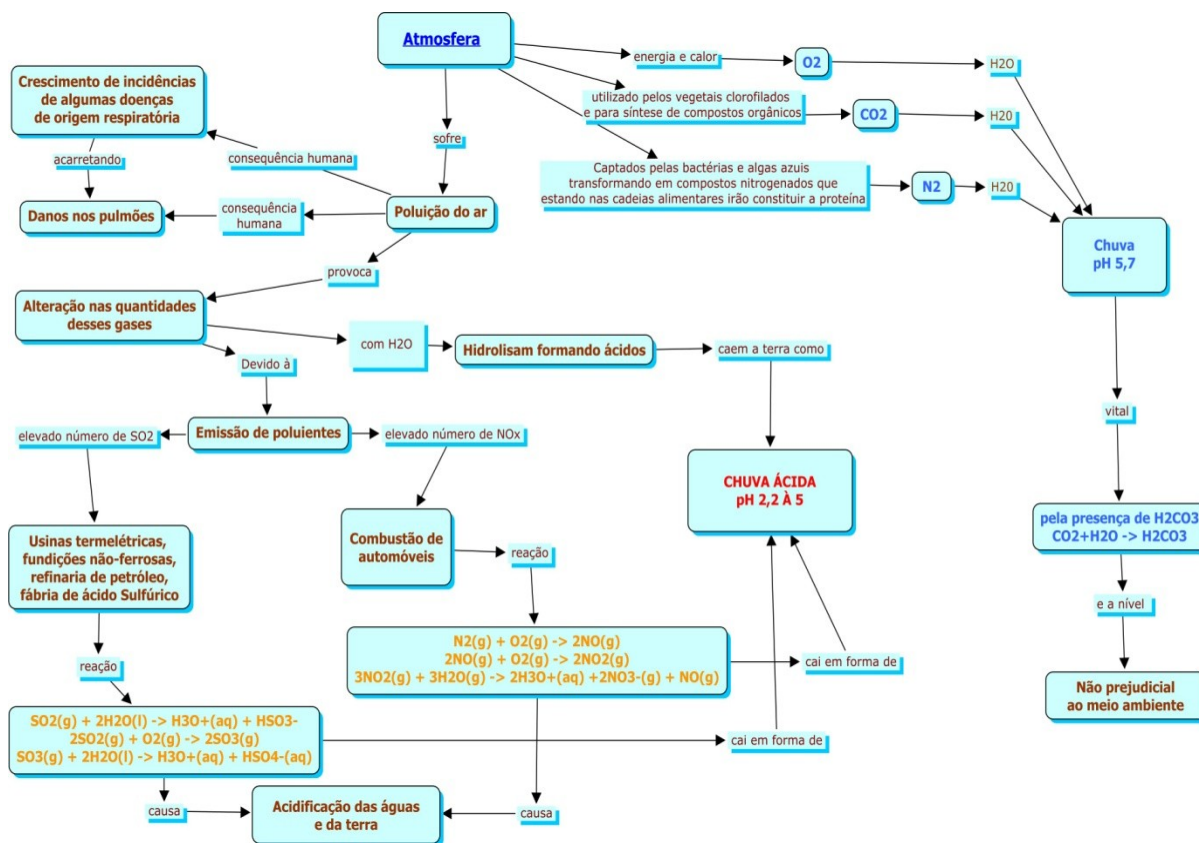 Atmosfera
energia e calor
O2
H2O
utilizado pelos vegetais clorofilados
e para síntese de compostos orgânicos
CO2
H20
Captados pelas bactérias e algas azuis
transformando em compostos nitrogenados que
estando nas cadeias alimentares irão constituir a proteína
N2
H20
Chuva
pH 5,7
vital
pela presença de H2CO3
CO2+H2O -> H2CO3
e a nível
Não prejudicial
ao meio ambiente
sofre
Poluição do ar
consequência humana
Crescimento de incidências
de algumas doenças
de origem respiratória
acarretando
Danos nos pulmões
consequência
humana
provoca
Alteração nas quantidades
desses gases
com H2O
Hidrolisam formando ácidos
caem a terra como
CHUVA ÁCIDA
pH 2,2 À 5
Devido à
Emissão de poluientes
elevado número de SO2
Usinas termelétricas,
fundições não-ferrosas,
refinaria de petróleo,
fábria de ácido Sulfúrico
reação
SO2(g) + 2H2O(l) -> H3O+(aq) + HSO3-
2SO2(g) + O2(g) -> 2SO3(g)
SO3(g) + 2H2O(l) -> H3O+(aq) + HSO4-(aq)
cai em forma de
causa
elevado número de NOx
Combustão de
automóveis
reação
N2(g) + O2(g) -> 2NO(g)
2NO(g) + O2(g) -> 2NO2(g)
3NO2(g) + 3H2O(g) -> 2H3O+(aq) +2NO3-(g) + NO(g)
cai em forma de
causa
Acidificação das águas
e da terra